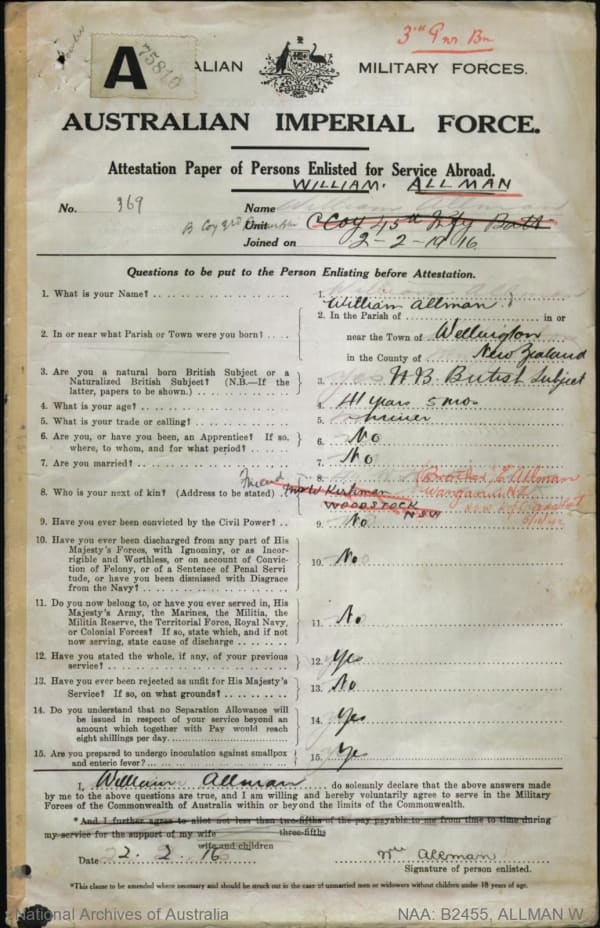 3rd Pnr. Bn
A
75810
ALIAN MILITARY FORCES.
AUSTRALIAN IMPERIAL FORCE.
Attestation Paper of Persons Enlisted for Service Abroad.
WILLIAM. ALLMAN
No. 369 Name William Allman
B Coy 3rd Unit C Coy 45th Batt
Joined on 2-2-1916
Questions to be put to the Person Enlisting before Attestation.
1. What is your Name? 1. William Allman
2. In or near what Parish or Town were you born? 2. In the Parish of in or
near the Town of Wellington
in the County of New Zealand
3. Are you a natural born British Subject or a
Naturalized British Subject? (N.B.—If the
latter, papers to be shown.) 3. N.B. British Subject
4. What is your age? 4. 41 years 5 mos
5. What is your trade or calling? 5. miner
6. Are you, or have you been, an Apprentice? If so,
where, to whom, and for what period? 6. No
7. Are you married? 7. No
8. Who is your next of kin? (Address to be stated) 8. (Brother) E. Allman
Friend Wanganui N.Z.
WOODSTOCK NSW
9. Have you ever been convicted by the Civil Power? 9. No
10. Have you ever been discharged from any part of His
Majesty's Forces, with Ignominy, or as Incor-
rigible and Worthless, or on account of Convic-
tion of Felony, or of a Sentence of Penal Servi
tude, or have you been dismissed with Disgrace
from the Navy? 10. No
11. Do you now belong to, or have you ever served in, His
Majesty's Army, the Marines, the Militia, the
Militia Reserve, the Territorial Force, Royal Navy,
or Colonial Forces? If so, state which, and if not
now serving, state cause of discharge 11. No
12. Have you stated the whole, if any, of your previous
service? 12. Yes
13. Have you ever been rejected as unfit for His Majesty's
Service? If so, on what grounds? 13. No
14. Do you understand that no Separation Allowance will
be issued in respect of your service beyond an
amount which together with Pay would reach
eight shillings per day. 14. Yes
15. Are you prepared to undergo inoculation against smallpox
and enteric fever? 15. Yes
I, William Allman do solemnly declare that the above answers made
by me to the above questions are true, and I am willing and hereby voluntarily agree to serve in the Military
Forces of the Commonwealth of Australia within or beyond the limits of the Commonwealth.
*And I further agree to allot not less than two-fifths of the pay payable to me from time to time during
three-fifths
my service for the support of my wife
wife and children
Date 2. 2. 16 Wm Allman
Signature of person enlisted.
*This clause to be amended where necessary and should be struck out in the case of unmarried men or widowers without children under 18 years of age.
National Archives of Australia NAA: B2455, ALLMAN W